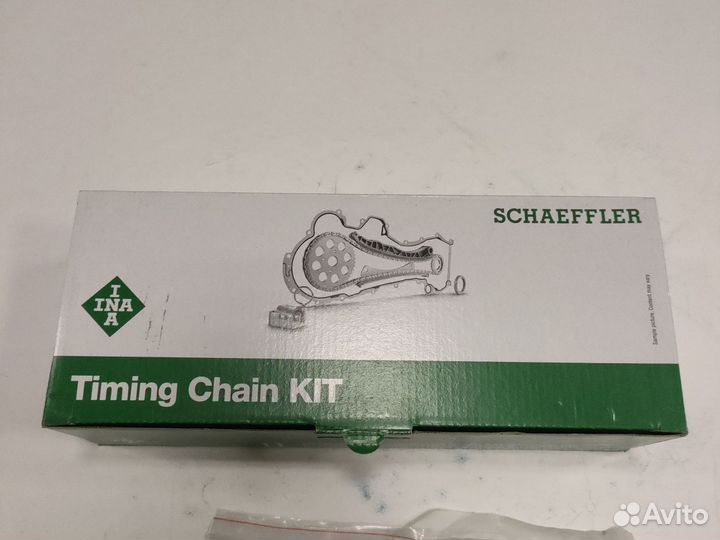 SCHAEFFLER
I
INA
A
Sample picture. Content may vary
Timing Chain KIT
Avito